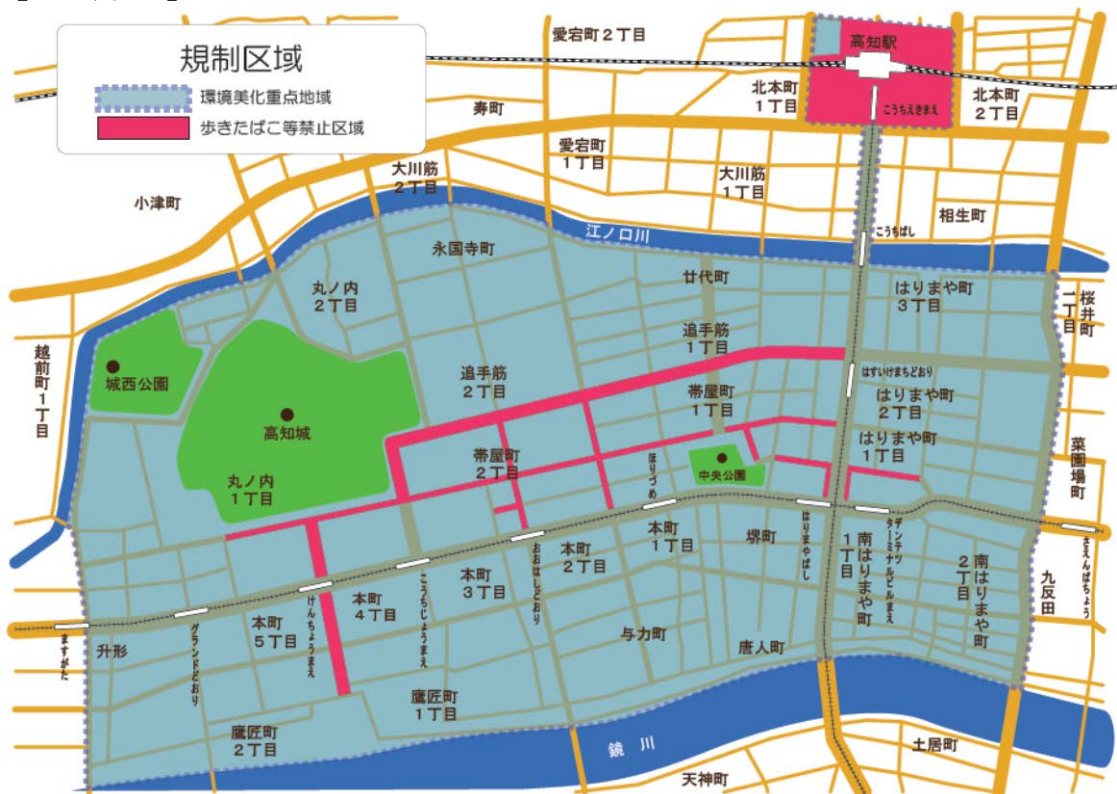 規制区域
環境美化重点地域
歩きたばこ等禁止区域
愛宕町2丁目
高知駅
北本町
1丁目
こうちえきまえ
北本町
2丁目
寿町
愛宕町
1丁目
大川筋
2丁目
大川筋
1丁目
小津町
相生町
江ノ口川
こうちばし
永国寺町
丸ノ内
2丁目
廿代町
はりまや町
3丁目
桜井町
一丁目
越前町1丁目
城西公園
追手筋
1丁目
追手筋
2丁目
はすいけまちどおり
帯屋町
1丁目
はりまや町
2丁目
高知城
はりまや町
1丁目
帯屋町
2丁目
ほりづめ
中央公園
菜園場町
丸ノ内
1丁目
本町
1丁目
堺町
はりまやばし
南はりまや町
1丁目
デンテツ
ターミナルビルまえ
南はりまや町
2丁目
さえんばちょう
九反田
本町
2丁目
おおはしどおり
本町
3丁目
こうちじょうまえ
本町
4丁目
けんちょうまえ
本町
5丁目
グランドどおり
升形
ますがた
与力町
唐人町
鷹匠町
1丁目
鷹匠町
2丁目
鏡川
土居町
天神町